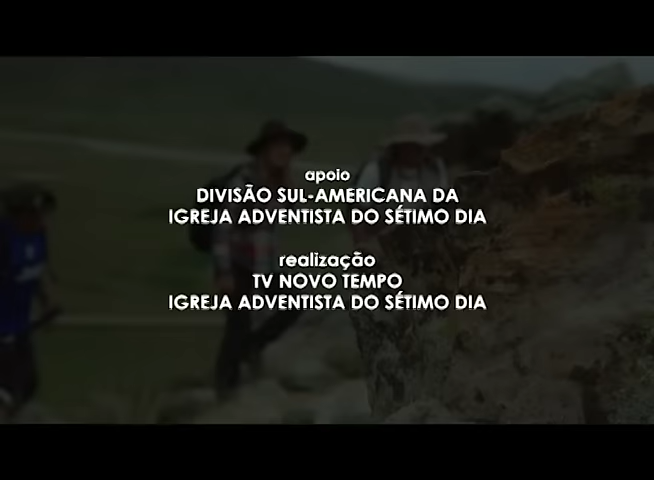 apoio
DIVISÃO SUL-AMERICANA DA
IGREJA ADVENTISTA DO SÉTIMO DIA
realização
TV NOVO TEMPO
IGREJA ADVENTISTA DO SÉTIMO DIA